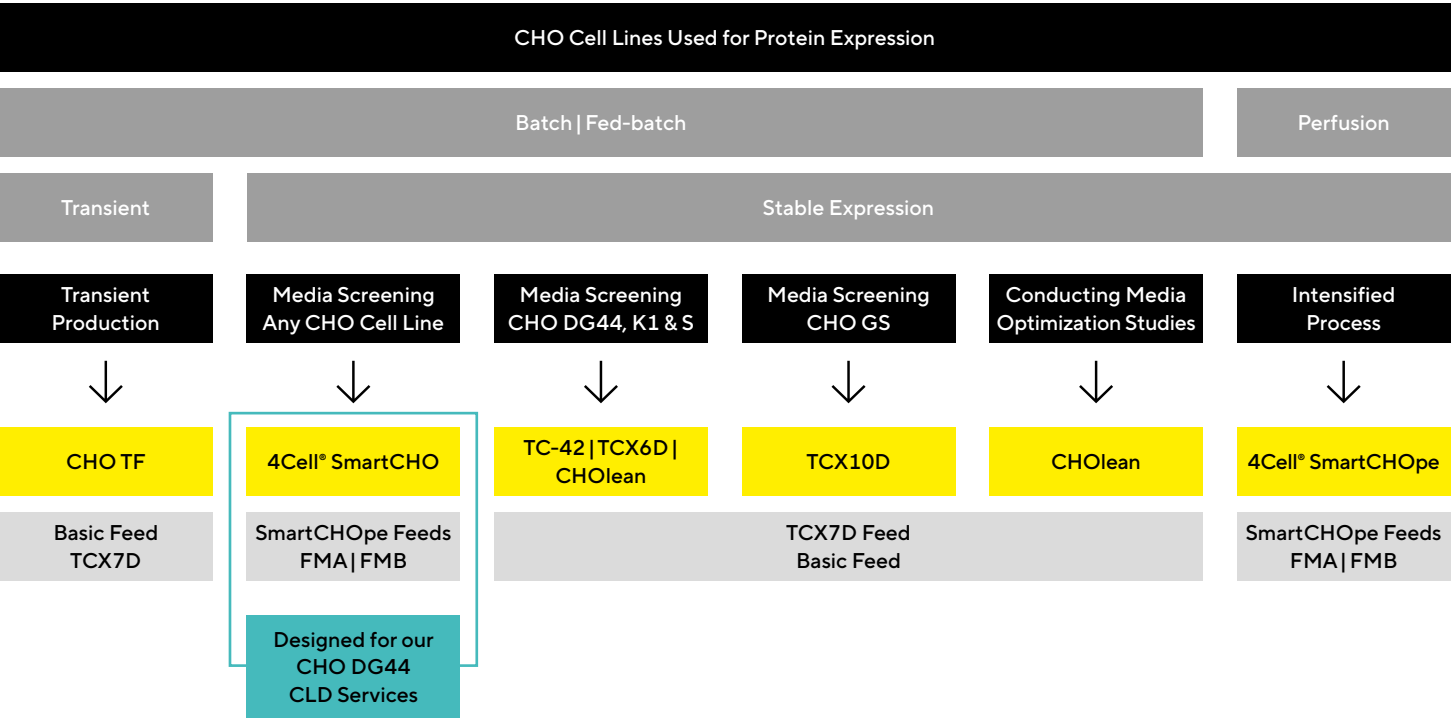 CHO Cell Lines Used for Protein Expression
Batch | Fed-batch
Perfusion
Transient
Stable Expression
Transient
Production
Media Screening
Any CHO Cell Line
Media Screening
CHO DG44, K1 & S
Media Screening
CHO GS
Conducting Media
Optimization Studies
Intensified
Process
CHO TF
4Cell® SmartCHO
TC-42 | TCX6D |
CHOlean
TCX10D
CHOlean
4Cell® SmartCHOpe
Basic Feed
TCX7D
SmartCHOpe Feeds
FMA | FMB
TCX7D Feed
Basic Feed
SmartCHOpe Feeds
FMA | FMB
Designed for our
CHO DG44
CLD Services